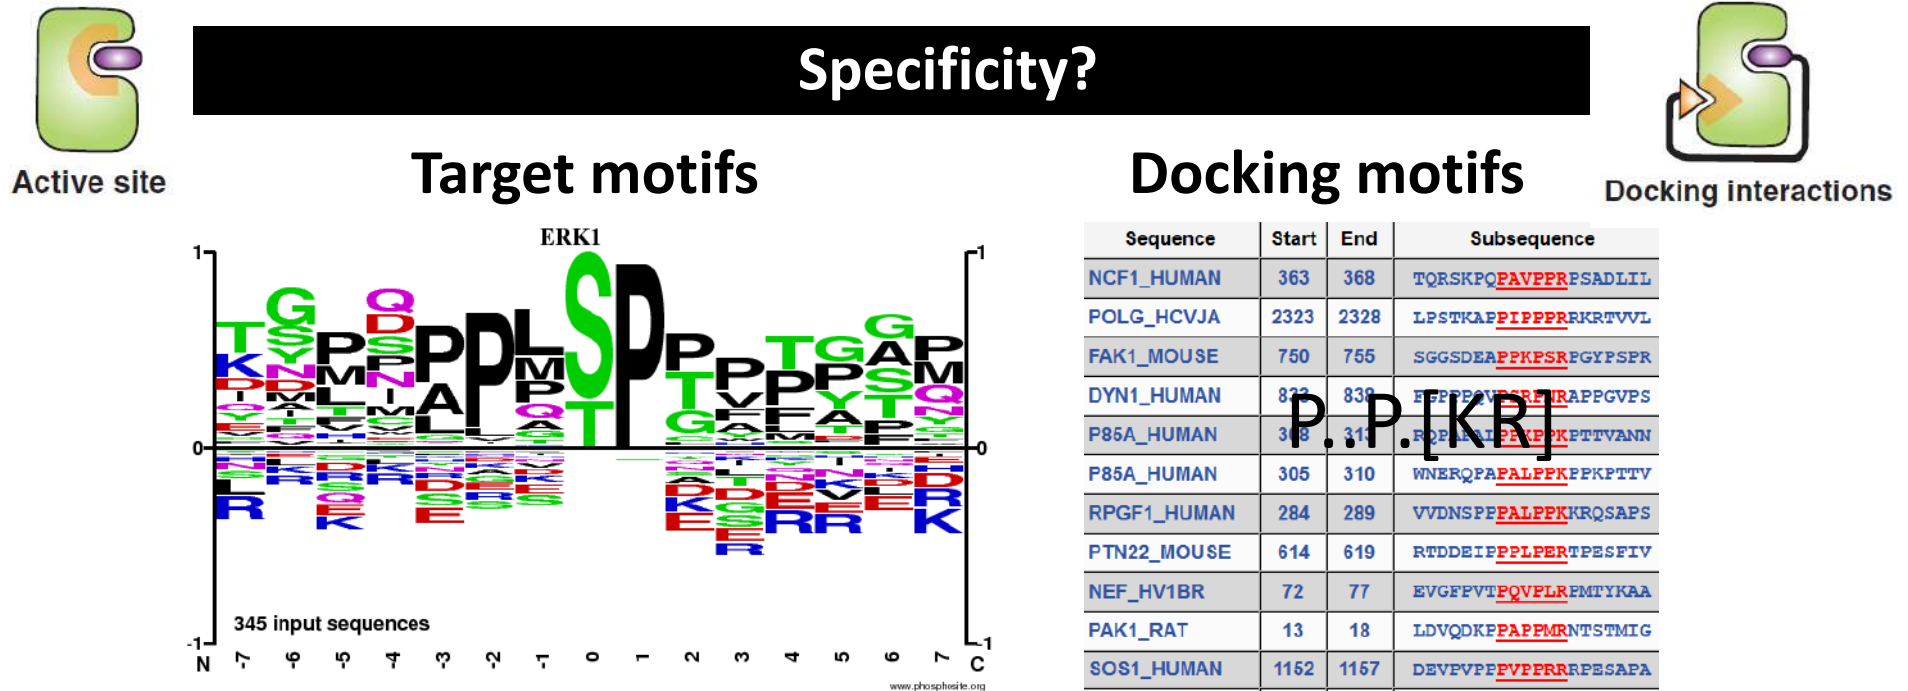 Specificity?
Active site
Docking interactions
Target motifs
Docking motifs
ERK1
1
0
-1
1
0
-1
345 input sequences
N -7 -6 -5 -4 -3 -2 -1 0 1 2 3 4 5 6 7 C
www.phosphosite.org
Sequence Start End Subsequence
NCF1_HUMAN 363 368 TQRSKPQPAVPPRPSADLIL
POLG_HCVJA 2323 2328 LPSTKAPPIPPPRRKRTVVL
FAK1_MOUSE 750 755 SGGSDEAPPKPSRPGYPSPR
DYN1_HUMAN 833 838
P..P.[KR]
P85A_HUMAN 308 313
P85A_HUMAN 305 310 WNERQPAPALPPKPPKPTTV
RPGF1_HUMAN 284 289 VVDNSPPPALPPKKRQSAPS
PTN22_MOUSE 614 619 RTDDEIPPPLPERTPESFIV
NEF_HV1BR 72 77 EVGFPVTPQVPLRPMTYKAA
PAK1_RAT 13 18 LDVQDKPPAPPMRNTSTMIG
SOS1_HUMAN 1152 1157 DEVPVPPPVPPRRRPESAPA